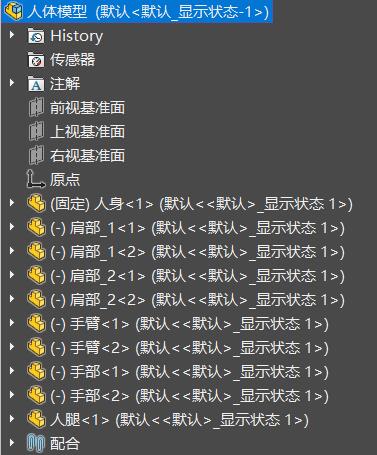 人体模型 (默认<默认_显示状态-1>)
History
传感器
注解
前视基准面
上视基准面
右视基准面
原点
(固定) 人身<1> (默认<<默认>_显示状态 1>)
(-) 肩部_1<1> (默认<<默认>_显示状态 1>)
(-) 肩部_1<2> (默认<<默认>_显示状态 1>)
(-) 肩部_2<1> (默认<<默认>_显示状态 1>)
(-) 肩部_2<2> (默认<<默认>_显示状态 1>)
(-) 手臂<1> (默认<<默认>_显示状态 1>)
(-) 手臂<2> (默认<<默认>_显示状态 1>)
(-) 手部<1> (默认<<默认>_显示状态 1>)
(-) 手部<2> (默认<<默认>_显示状态 1>)
人腿<1> (默认<<默认>_显示状态 1>)
配合